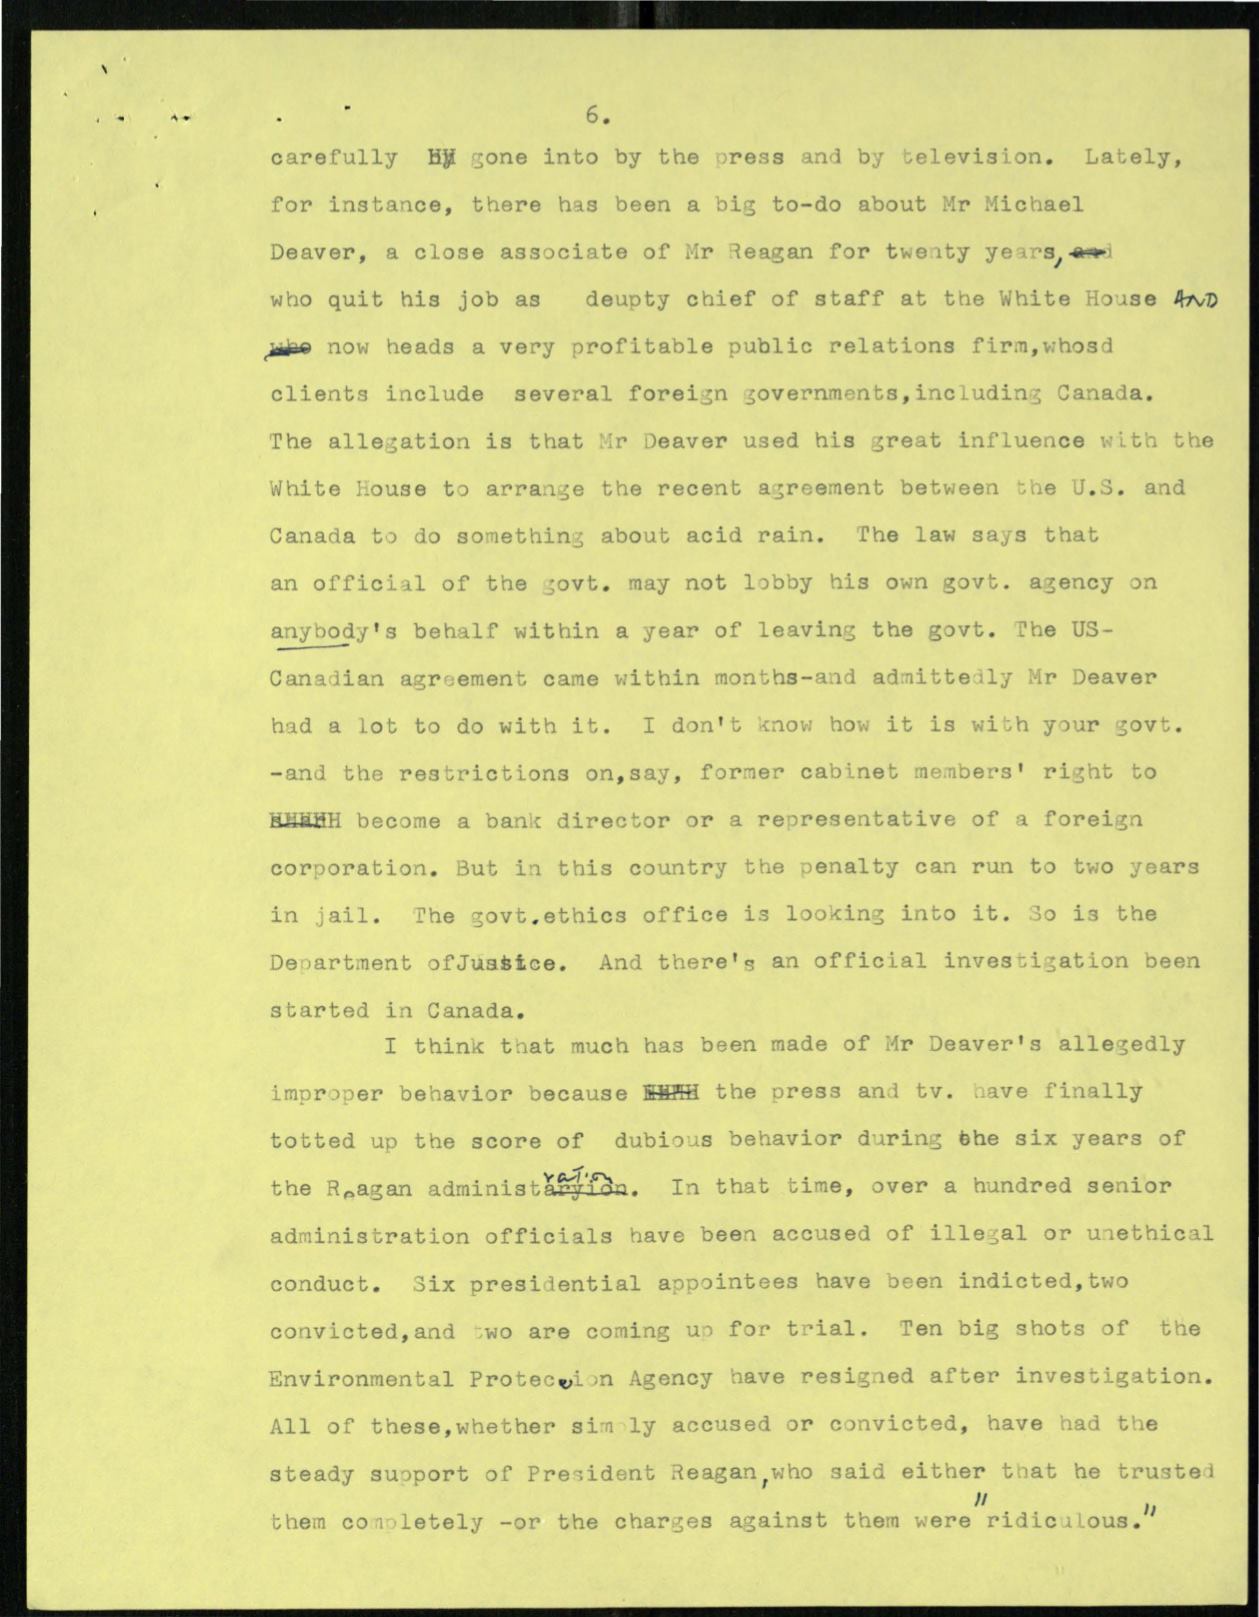 6.
carefully gone into by the press and by television. Lately,
for instance, there has been a big to-do about Mr Michael
Deaver, a close associate of Mr Reagan for twenty years, and
who quit his job as deupty chief of staff at the White House AND
who now heads a very profitable public relations firm,whosd
clients include several foreign governments,including Canada.
The allegation is that Mr Deaver used his great influence with the
White House to arrange the recent agreement between the U.S. and
Canada to do something about acid rain. The law says that
an official of the govt. may not lobby his own govt. agency on
anybody's behalf within a year of leaving the govt. The US-
Canadian agreement came within months-and admittedly Mr Deaver
had a lot to do with it. I don't know how it is with your govt.
-and the restrictions on,say, former cabinet members' right to
become a bank director or a representative of a foreign
corporation. But in this country the penalty can run to two years
in jail. The govt.ethics office is looking into it. So is the
Department ofJustice. And there's an official investigation been
started in Canada.
I think that much has been made of Mr Deaver's allegedly
improper behavior because the press and tv. have finally
totted up the score of dubious behavior during the six years of
the Reagan administaryion ration. In that time, over a hundred senior
administration officials have been accused of illegal or unethical
conduct. Six presidential appointees have been indicted,two
convicted,and two are coming up for trial. Ten big shots of the
Environmental Protection Agency have resigned after investigation.
All of these,whether simply accused or convicted, have had the
steady support of President Reagan,who said either that he trusted
them completely -or the charges against them were "ridiculous."